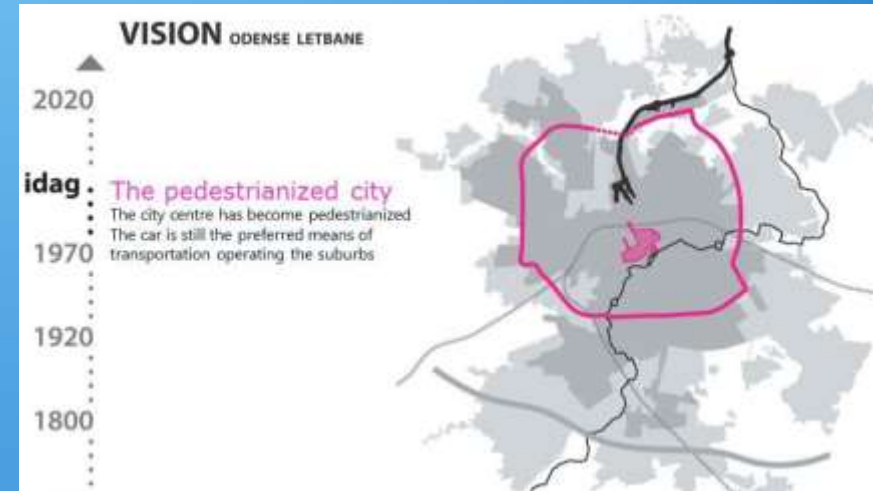 VISION ODENSE LETBANE
2020
idag
The pedestrianized city
The city centre has become pedestrianized
The car is still the preferred means of
transportation operating the suburbs
1970
1920
1800